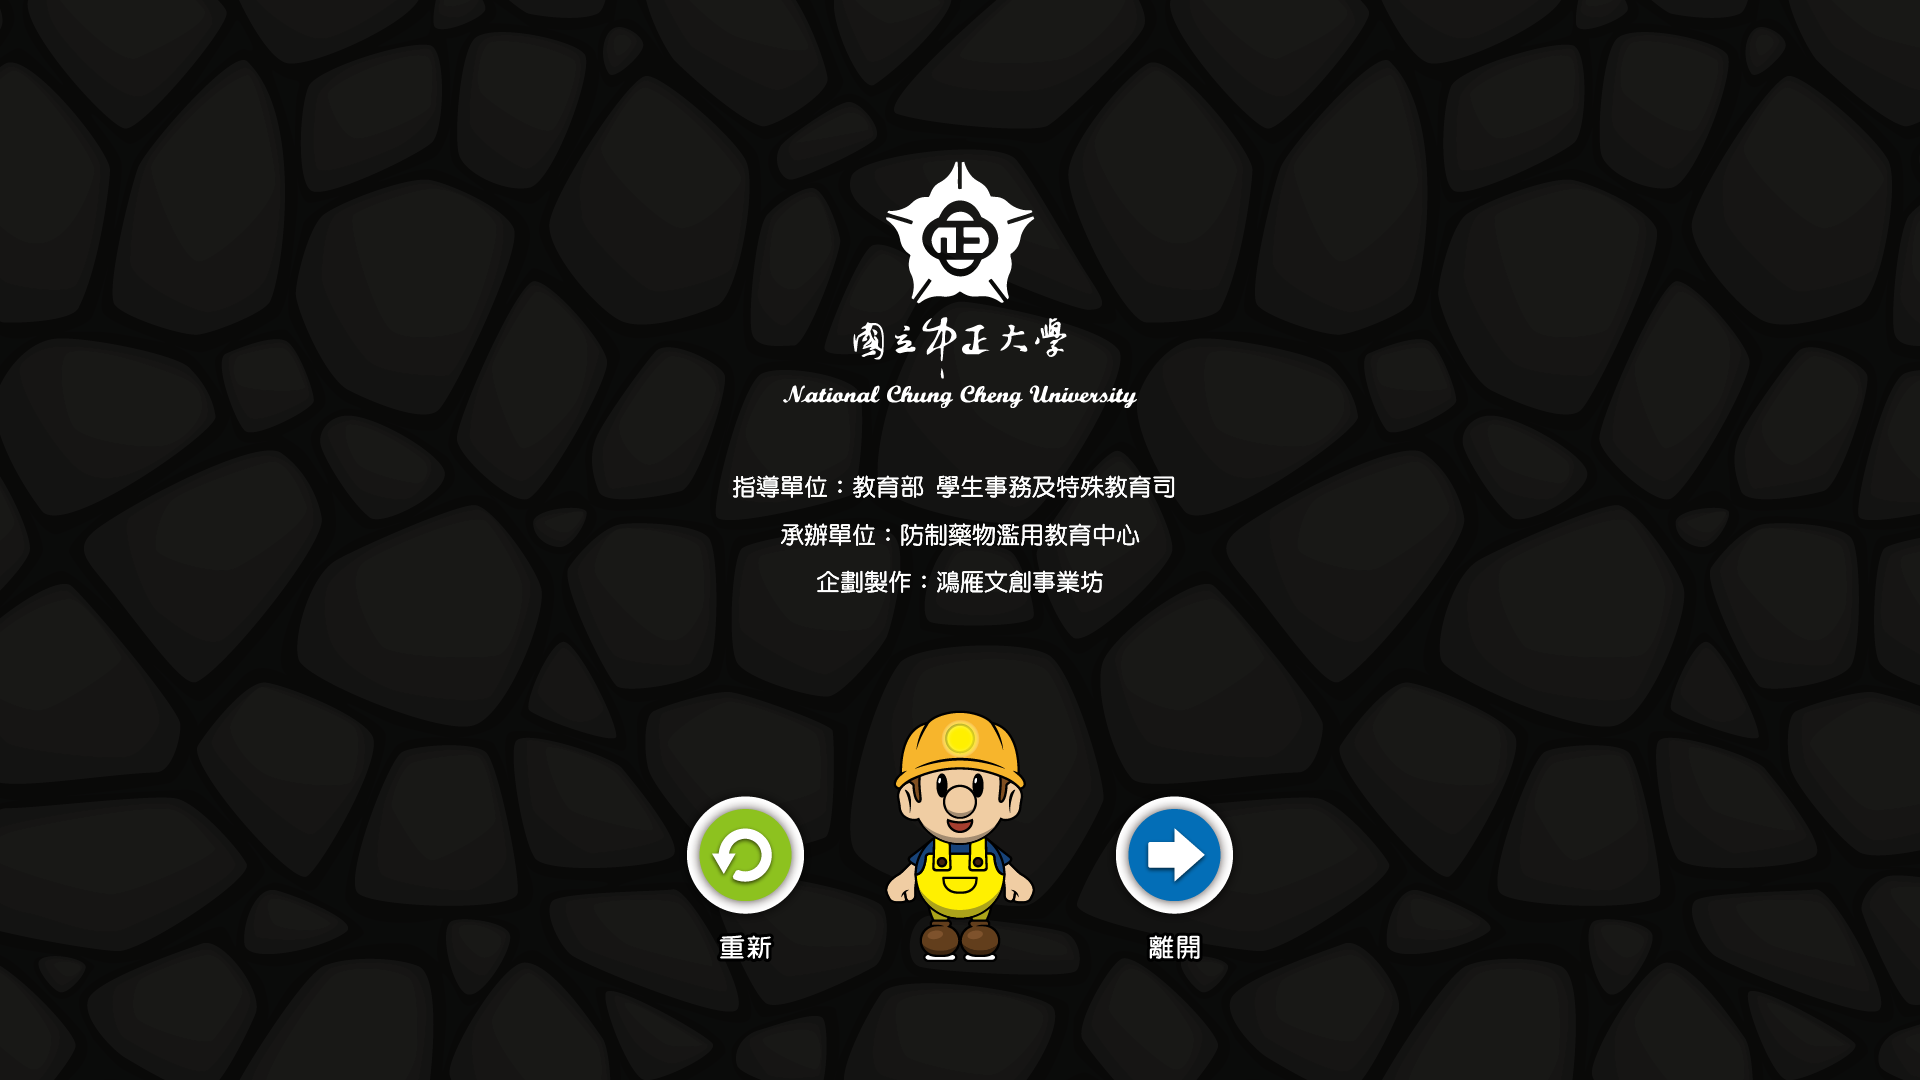 正
國立中正大學
National Chung Cheng University
指導單位：教育部 學生事務及特殊教育司
承辦單位：防制藥物濫用教育中心
企劃製作：鴻雁文創事業坊
重新
離開